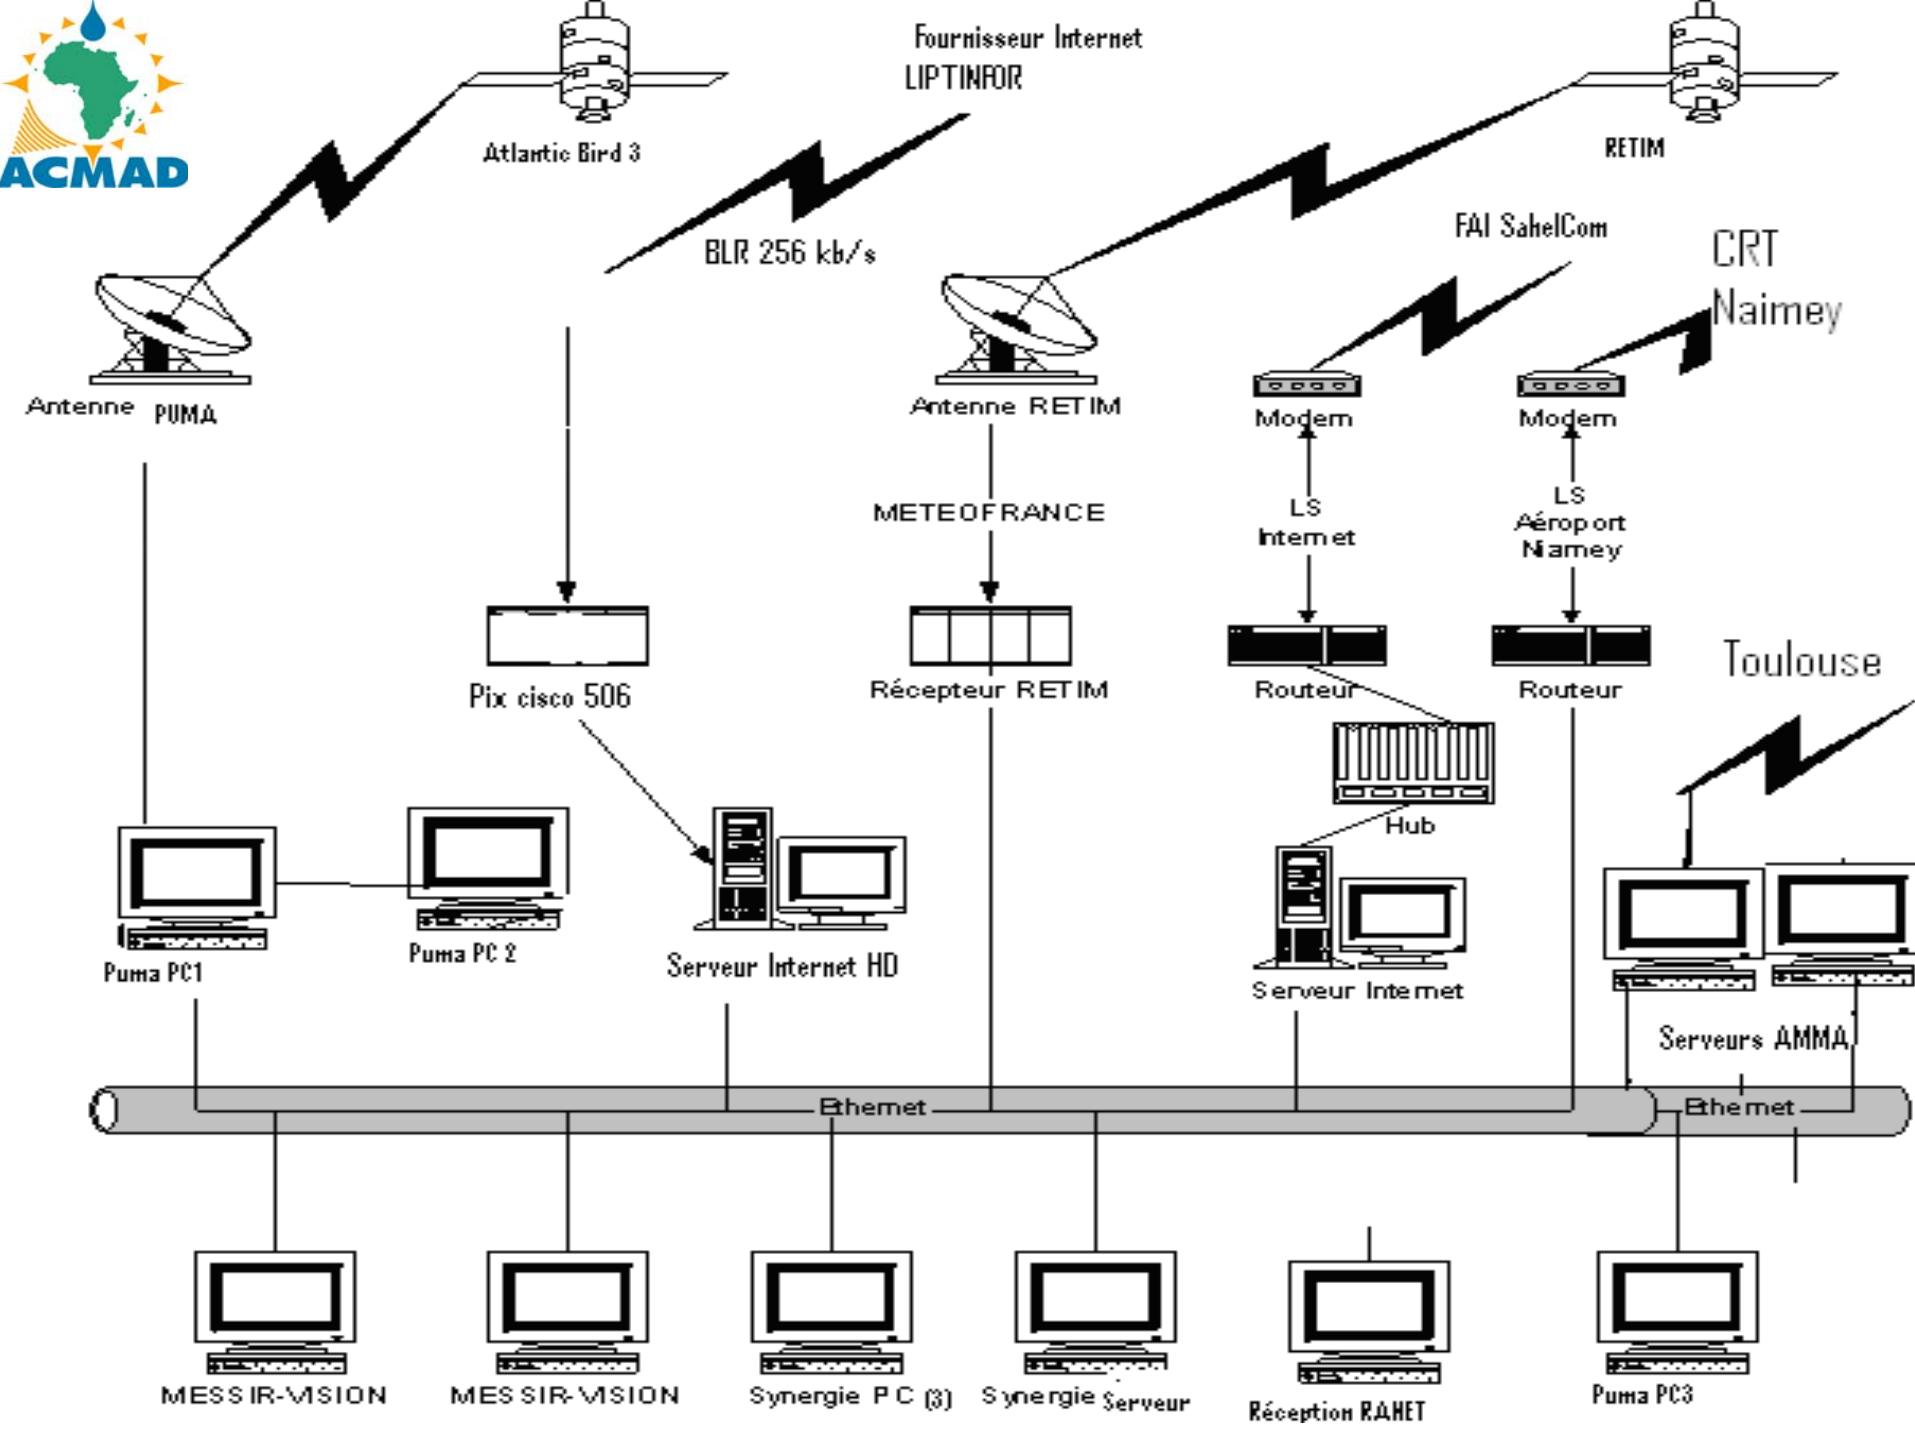 ACMAD
Atlantic Bird 3
Fournisseur Internet
LIPTINFOR
RETIM
BLR 256 kb/s
FAI SahelCom
CRT
Naimey
Antenne PUMA
Antenne RETIM
Modem
Modem
METEOFRANCE
LS
Internet
LS
Aéroport
Niamey
Pix cisco 506
Récepteur RETIM
Routeur
Routeur
Toulouse
Hub
Puma PC1
Puma PC 2
Serveur Internet HD
Serveur Internet
Serveurs AMMA
Ethernet
Ethernet
MESSIR-VISION
MESSIR-VISION
Synergie PC (3)
Synergie Serveur
Réception RANET
Puma PC3